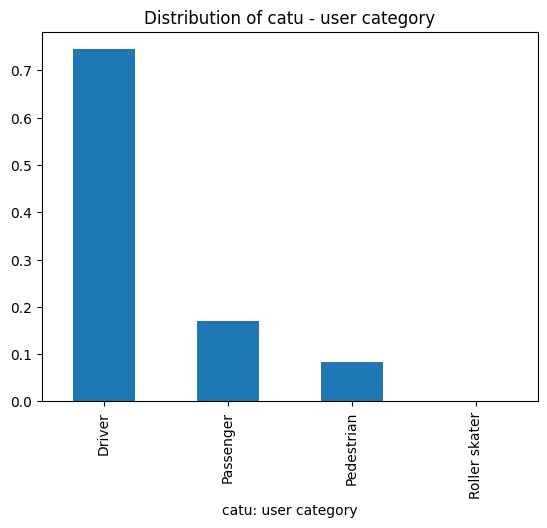 Distribution of catu - user category
0.7
0.6
0.5
0.4
0.3
0.2
0.1
0.0
Driver
Passenger
Pedestrian
Roller skater
catu: user category